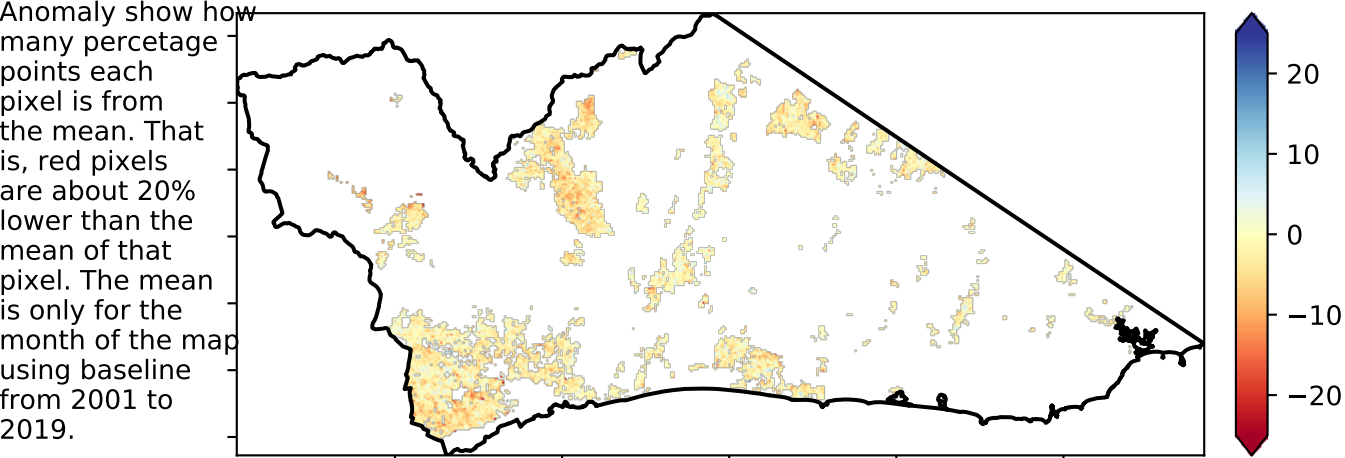 Anomaly show how
many percetage
points each
pixel is from
the mean. That
is, red pixels
are about 20%
lower than the
mean of that
pixel. The mean
is only for the
month of the map
using baseline
from 2001 to
2019.
20
10
0
−10
−20